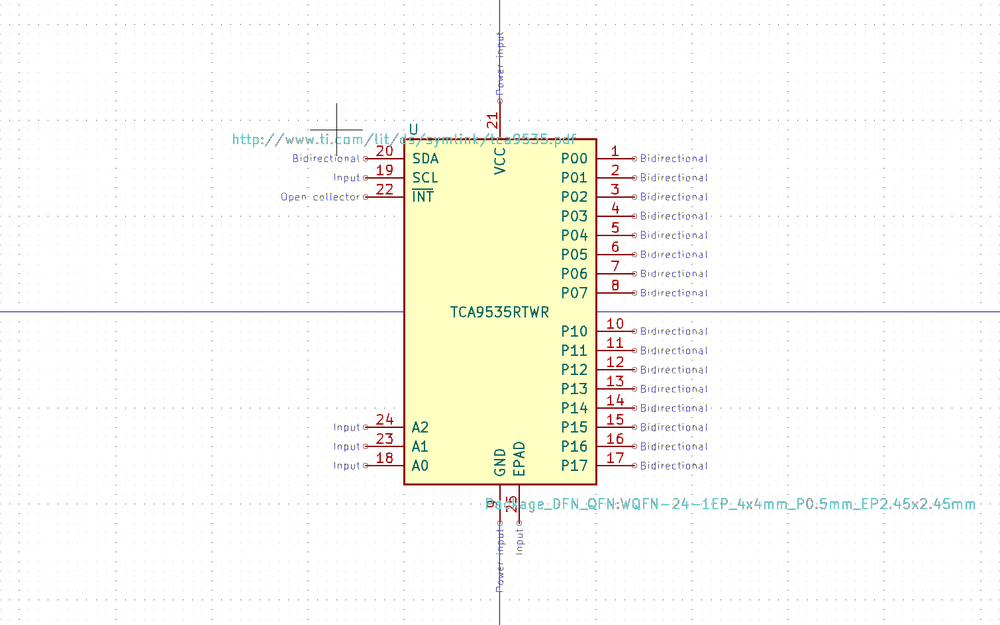 Power input
21
U
http://www.ti.com/lit/ds/symlink/tca9535.pdf
VCC
Bidirectional 20 SDA P00 1 Bidirectional
Input 19 SCL P01 2 Bidirectional
Open collector 22 INT P02 3 Bidirectional
P03 4 Bidirectional
P04 5 Bidirectional
P05 6 Bidirectional
P06 7 Bidirectional
P07 8 Bidirectional
TCA9535RTWR
P10 10 Bidirectional
P11 11 Bidirectional
P12 12 Bidirectional
P13 13 Bidirectional
P14 14 Bidirectional
Input 24 A2 P15 15 Bidirectional
Input 23 A1 P16 16 Bidirectional
Input 18 A0 P17 17 Bidirectional
GND EPAD
9 25
Package_DFN_QFN:WQFN-24-1EP_4x4mm_P0.5mm_EP2.45x2.45mm
Power input
Input